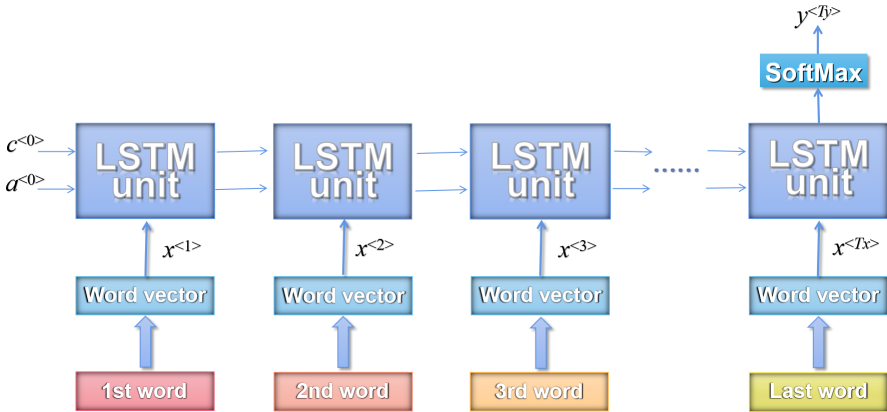 y<Ty>
SoftMax
c<0>
a<0>
LSTM
unit
LSTM
unit
LSTM
unit
......
LSTM
unit
x<1>
x<2>
x<3>
x<Tx>
Word vector
Word vector
Word vector
Word vector
1st word
2nd word
3rd word
Last word